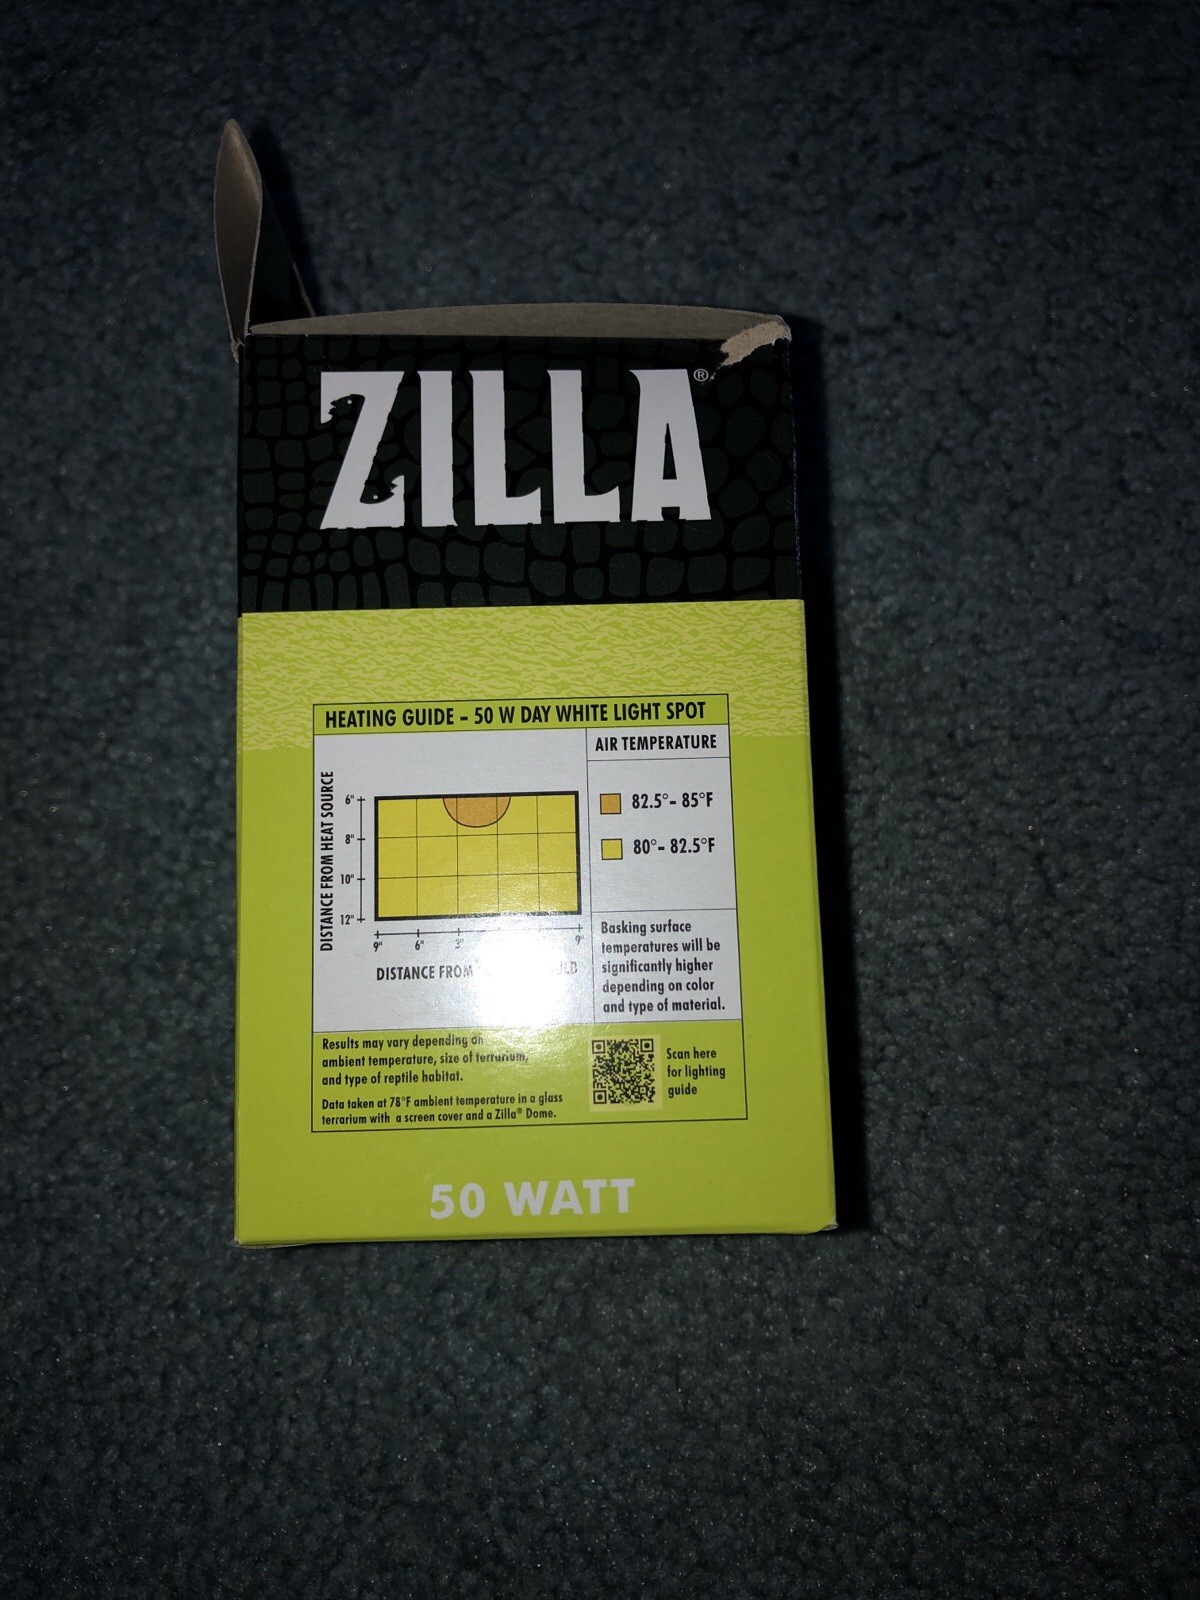 ZILLA®
HEATING GUIDE – 50 W DAY WHITE LIGHT SPOT
AIR TEMPERATURE
DISTANCE FROM HEAT SOURCE
6"
8"
10"
12"
9" 6" 3" 9"
DISTANCE FROM
82.5°- 85°F
80°- 82.5°F
Basking surface
temperatures will be
significantly higher
depending on color
and type of material.
Results may vary depending on
ambient temperature, size of terrarium,
and type of reptile habitat.
Data taken at 78°F ambient temperature in a glass
terrarium with a screen cover and a Zilla® Dome.
Scan here
for lighting
guide
50 WATT